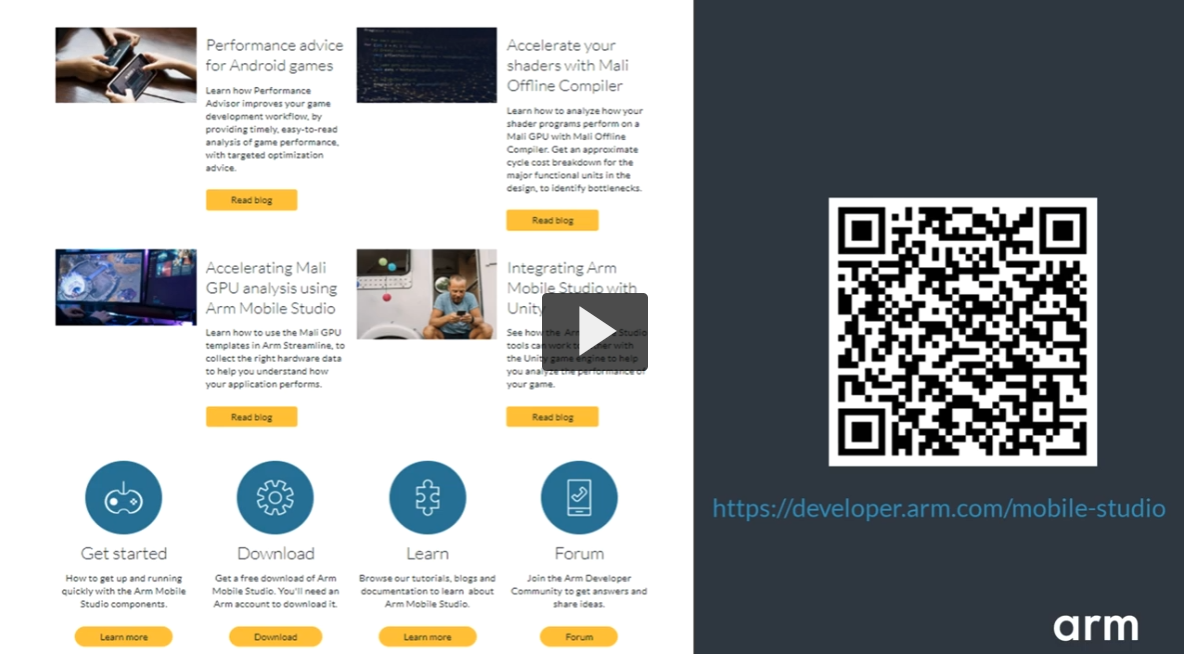 Performance advice
for Android games
Learn how Performance
Advisor improves your game
development workflow, by
providing timely, easy-to-read
analysis of game performance,
with targeted optimization
advice.
Read blog
Accelerate your
shaders with Mali
Offline Compiler
Learn how to analyze how your
shader programs perform on a
Mali GPU with Mali Offline
Compiler. Get an approximate
cycle cost breakdown for the
major functional units in the
design, to identify bottlenecks.
Read blog
Accelerating Mali
GPU analysis using
Arm Mobile Studio
Learn how to use the Mali GPU
templates in Arm Streamline, to
collect the right hardware data
to help you understand how
your application performs.
Read blog
Integrating Arm
Mobile Studio with
Unity
See how the Arm Studio
tools can work with
the Unity game engine to help
you analyze the performance of
your game.
Read blog
Get started
How to get up and running
quickly with the Arm Mobile
Studio components.
Learn more
Download
Get a free download of Arm
Mobile Studio. You'll need an
Arm account to download it.
Download
Learn
Browse our tutorials, blogs and
documentation to learn about
Arm Mobile Studio.
Learn more
Forum
Join the Arm Developer
Community to get answers and
share ideas.
Forum
https://developer.arm.com/mobile-studio
arm